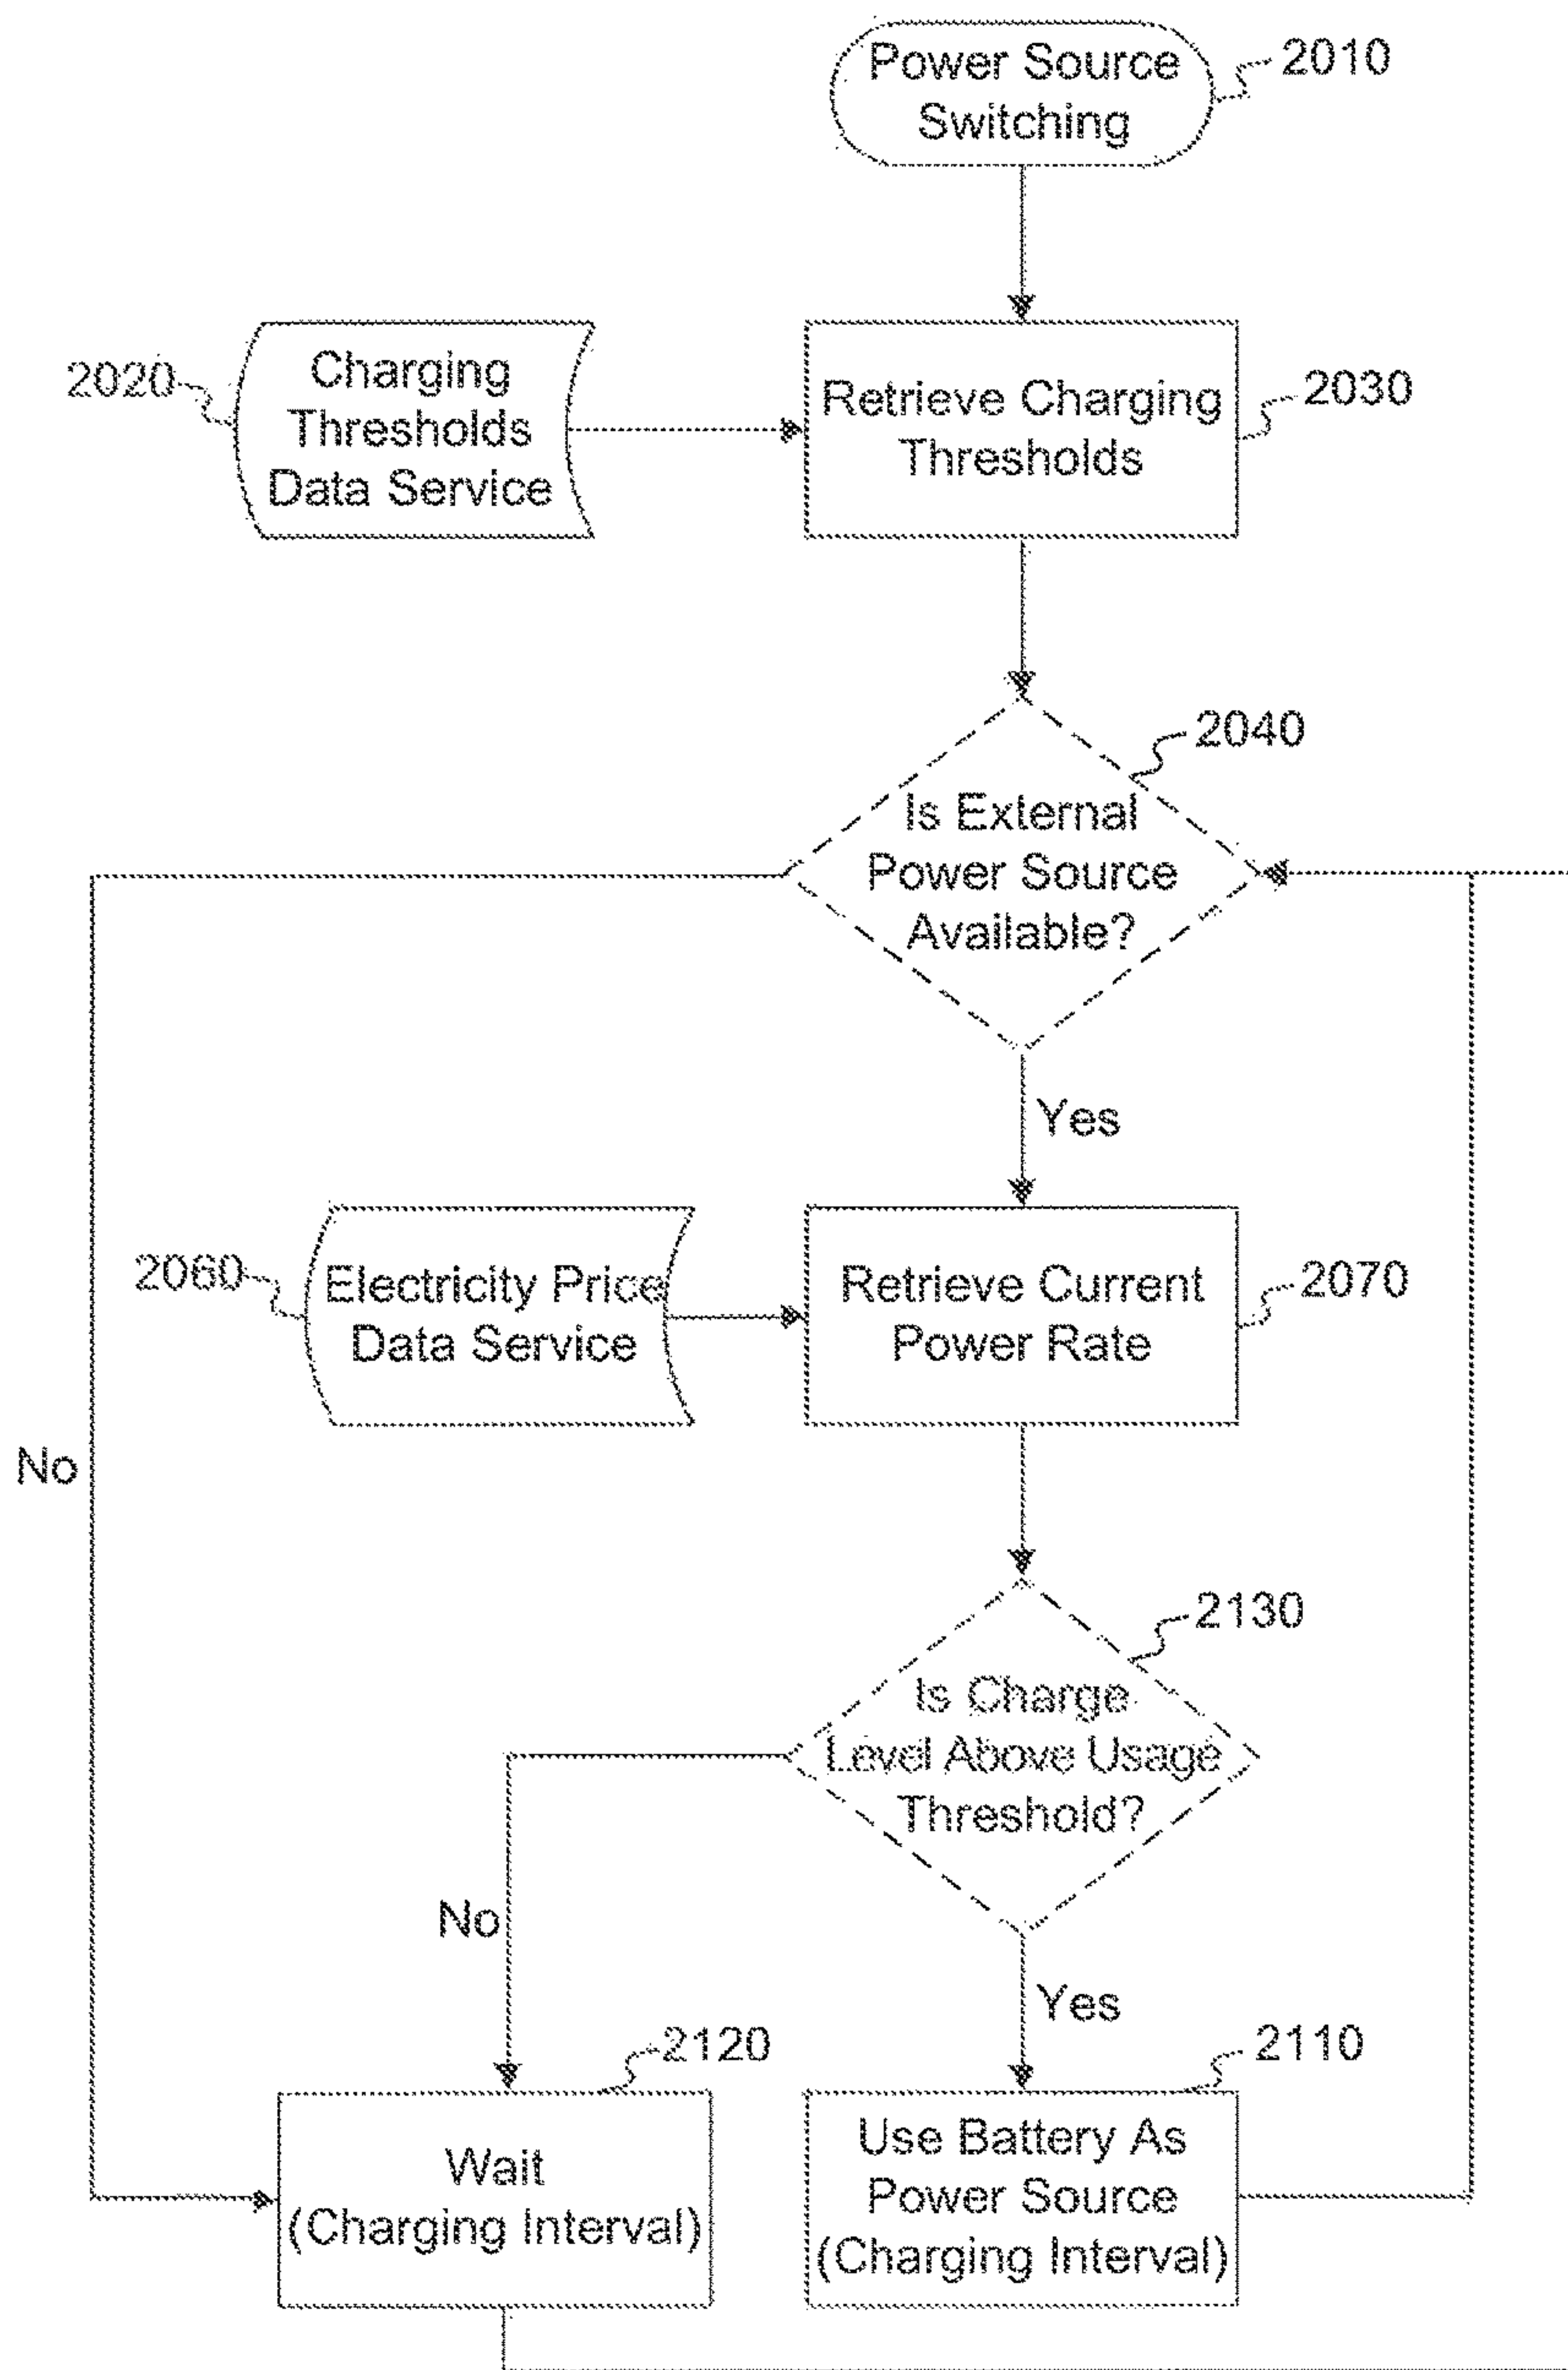 Power Source
Switching
2010
2020
Charging
Thresholds
Data Service
Retrieve Charging
Thresholds
2030
2040
Is External
Power Source
Available?
Yes
2060
Electricity Price
Data Service
Retrieve Current
Power Rate
2070
No
2130
Is Charge
Level Above Usage
Threshold?
No
Yes
2120
2110
Wait
(Charging Interval)
Use Battery As
Power Source
(Charging Interval)